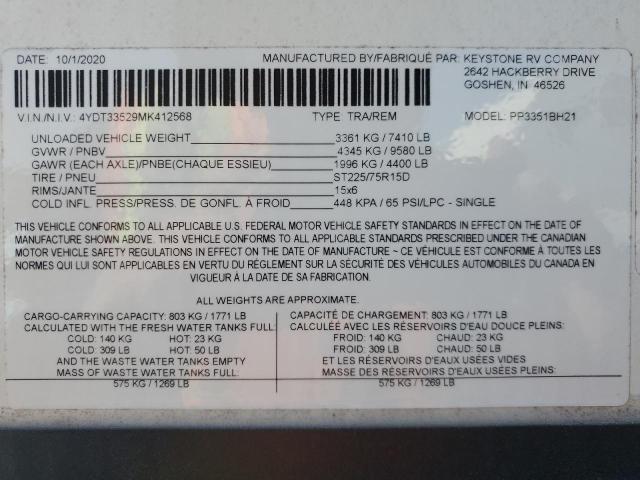 DATE: 10/1/2020 MANUFACTURED BY/FABRIQUÉ PAR: KEYSTONE RV COMPANY
2642 HACKBERRY DRIVE
GOSHEN, IN 46526
V.I.N./N.I.V.: 4YDT33529MK412568 TYPE: TRA/REM MODEL: PP3351BH21
UNLOADED VEHICLE WEIGHT 3361 KG / 7410 LB
GVWR / PNBV 4345 KG / 9580 LB
GAWR (EACH AXLE)/PNBE(CHAQUE ESSIEU) 1996 KG / 4400 LB
TIRE / PNEU ST225/75R15D
RIMS/JANTE 15x6
COLD INFL. PRESS/PRESS. DE GONFL. À FROID 448 KPA / 65 PSI/LPC - SINGLE
THIS VEHICLE CONFORMS TO ALL APPLICABLE U.S. FEDERAL MOTOR VEHICLE SAFETY STANDARDS IN EFFECT ON THE DATE OF
MANUFACTURE SHOWN ABOVE. THIS VEHICLE CONFORMS TO ALL APPLICABLE STANDARDS PRESCRIBED UNDER THE CANADIAN
MOTOR VEHICLE SAFETY REGULATIONS IN EFFECT ON THE DATE OF MANUFACTURE ~ CE VÉHICULE EST CONFORME À TOUTES LES
NORMES QUI LUI SONT APPLICABLES EN VERTU DU RÉGLEMENT SUR LA SÉCURITÉ DES VÉHICULES AUTOMOBILES DU CANADA EN
VIGUEUR À LA DATE DE SA FABRICATION.
ALL WEIGHTS ARE APPROXIMATE.
CARGO-CARRYING CAPACITY: 803 KG / 1771 LB
CALCULATED WITH THE FRESH WATER TANKS FULL:
COLD: 140 KG HOT: 23 KG
COLD: 309 LB HOT: 50 LB
AND THE WASTE WATER TANKS EMPTY
MASS OF WASTE WATER TANKS FULL:
575 KG / 1269 LB
CAPACITÉ DE CHARGEMENT: 803 KG / 1771 LB
CALCULÉE AVEC LES RÉSERVOIRS D'EAU DOUCE PLEINS:
FROID: 140 KG CHAUD: 23 KG
FROID: 309 LB CHAUD: 50 LB
ET LES RÉSERVOIRS D'EAUX USÉES VIDES
MASSE DES RÉSERVOIRS D'EAUX USÉES PLEINS:
575 KG / 1269 LB